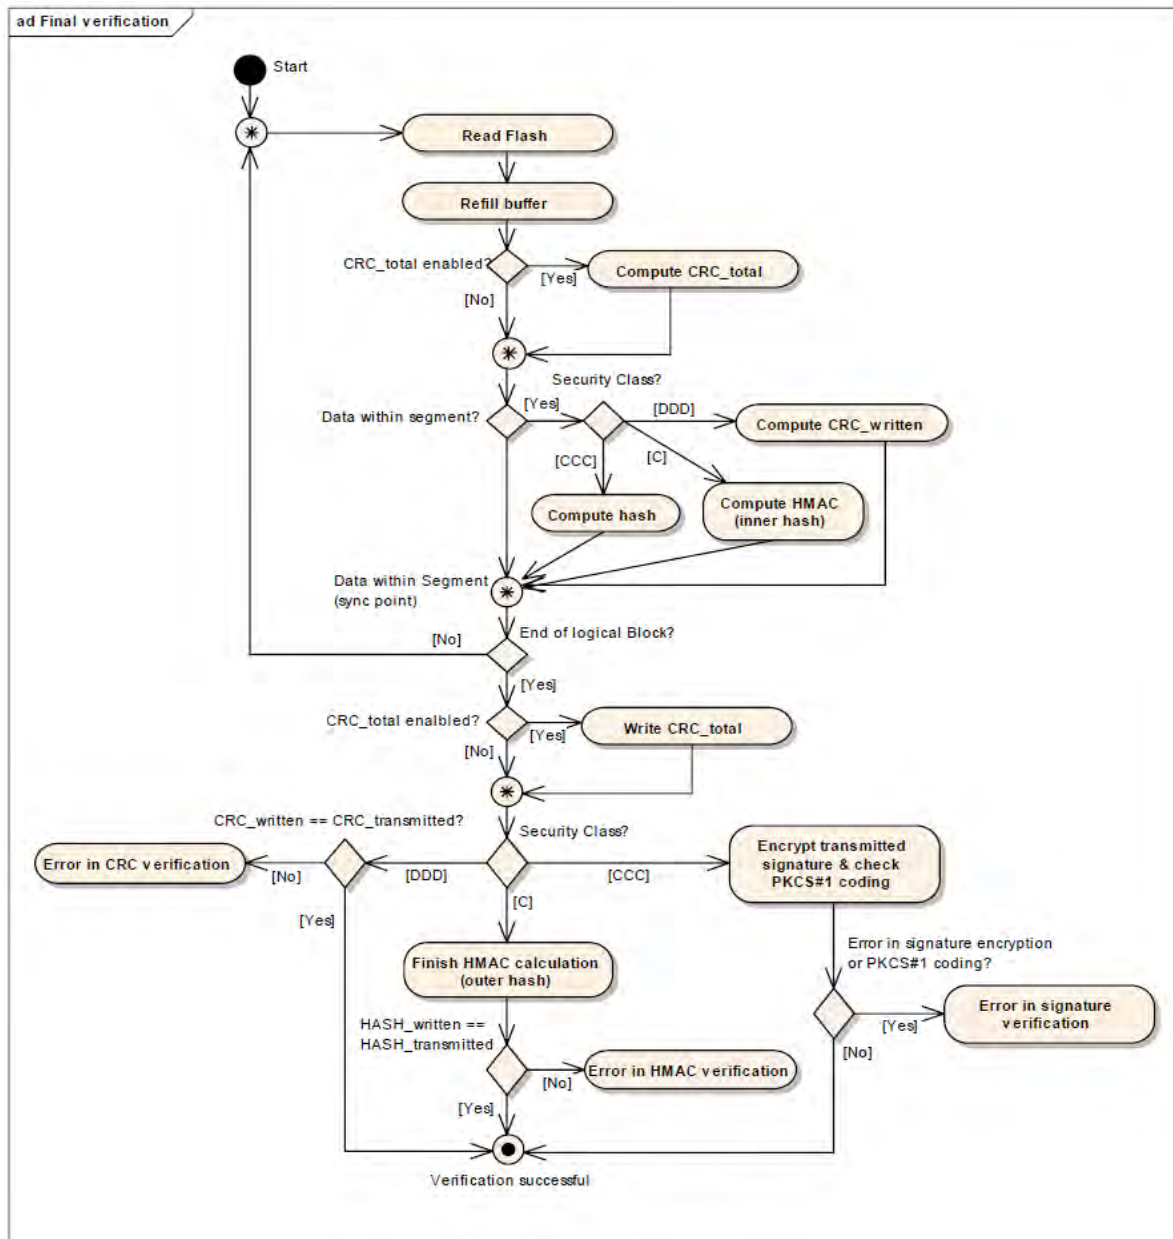 ad Final verification
Start
Read Flash
Refill buffer
CRC_total enabled?
[Yes]
Compute CRC_total
[No]
Security Class?
Data within segment?
[Yes]
[DDD]
Compute CRC_written
[CCC]
[C]
Compute hash
Compute HMAC
(inner hash)
Data within Segment
(sync point)
[No]
End of logical Block?
[Yes]
CRC_total enalbled?
[Yes]
Write CRC_total
[No]
CRC_written == CRC_transmitted?
Security Class?
Error in CRC verification
[No]
[DDD]
[CCC]
Encrypt transmitted
signature & check
PKCS#1 coding
[Yes]
[C]
Finish HMAC calculation
(outer hash)
Error in signature encryption
or PKCS#1 coding?
[Yes]
Error in signature
verification
[No]
HASH_written ==
HASH_transmitted
[No]
Error in HMAC verification
[Yes]
Verification successful